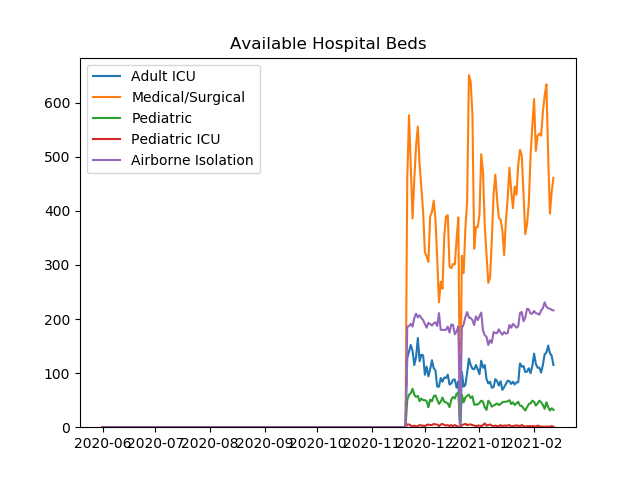 Available Hospital Beds
Adult ICU
Medical/Surgical
Pediatric
Pediatric ICU
Airborne Isolation
600
500
400
300
200
100
0
2020-06 2020-07 2020-08 2020-09 2020-10 2020-11 2020-12 2021-01 2021-02